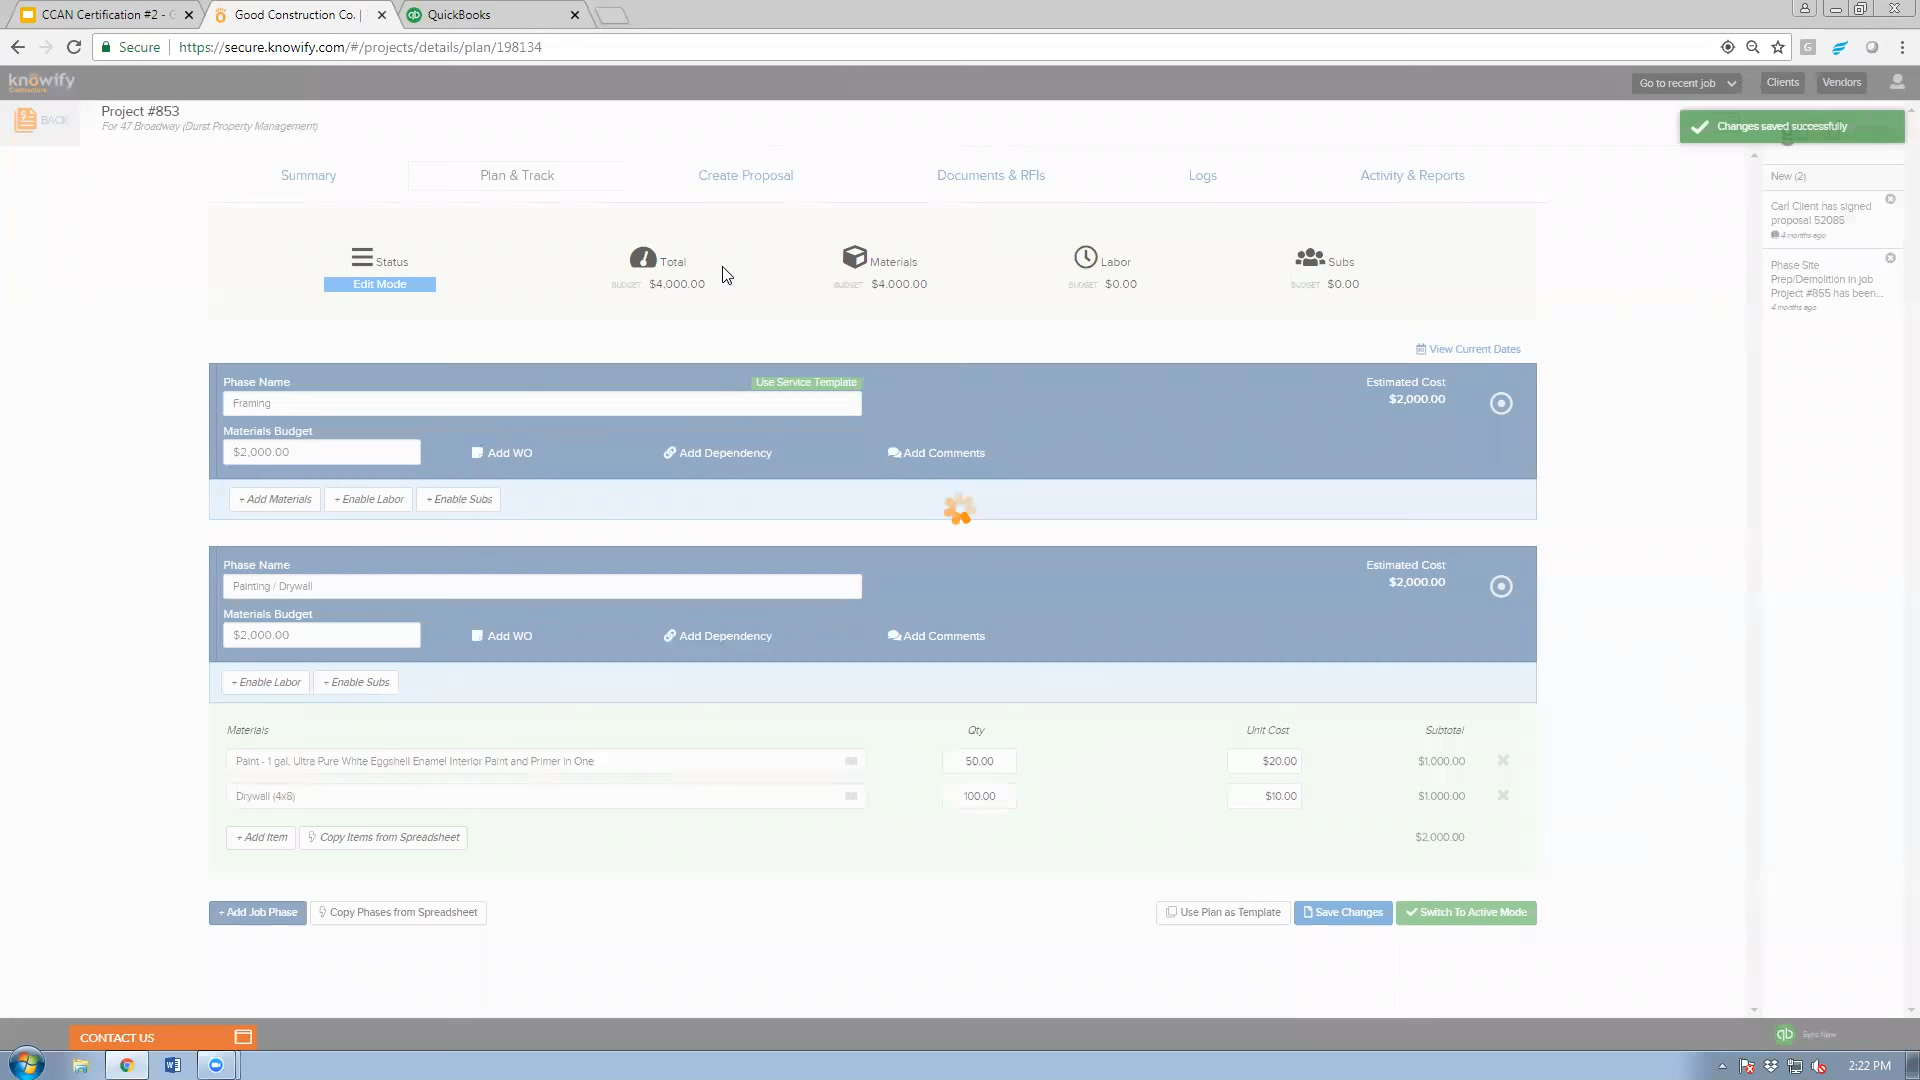 CCAN Certification #2 - G
Good Construction Co. |
QuickBooks
Secure https://secure.knowify.com/#/projects/details/plan/198134
knowify
Contractors
Go to recent job
Clients
Vendors
BACK
Project #853
For 47 Broadway (Durst Property Management)
Changes saved successfully
Summary
Plan & Track
Create Proposal
Documents & RFIs
Logs
Activity & Reports
New (2)
Carl Client has signed
proposal 52085
4 months ago
Phase Site
Prep/Demolition in job
Project #855 has been...
4 months ago
Status
Edit Mode
Total
BUDGET $4,000.00
Materials
BUDGET $4,000.00
Labor
BUDGET $0.00
Subs
BUDGET $0.00
View Current Dates
Phase Name
Use Service Template
Estimated Cost
Framing
$2,000.00
Materials Budget
$2,000.00
Add WO
Add Dependency
Add Comments
+ Add Materials
+ Enable Labor
+ Enable Subs
Phase Name
Estimated Cost
Painting / Drywall
$2,000.00
Materials Budget
$2,000.00
Add WO
Add Dependency
Add Comments
+ Enable Labor
+ Enable Subs
Materials Qty Unit Cost Subtotal
Paint - 1 gal. Ultra Pure White Eggshell Enamel Interior Paint and Primer in One 50.00 $20.00 $1,000.00
Drywall (4x8) 100.00 $10.00 $1,000.00
+ Add Item
Copy Items from Spreadsheet
$2,000.00
+ Add Job Phase
Copy Phases from Spreadsheet
Use Plan as Template
Save Changes
Switch To Active Mode
CONTACT US
qb Sync Now
2:22 PM